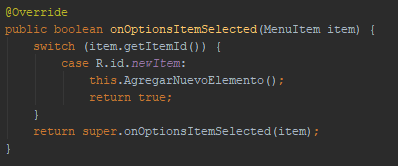 @Override
public boolean onOptionsItemSelected(MenuItem item) {
    switch (item.getItemId()) {
        case R.id.newItem:
            this.AgregarNuevoElemento();
            return true;
    }
    return super.onOptionsItemSelected(item);
}